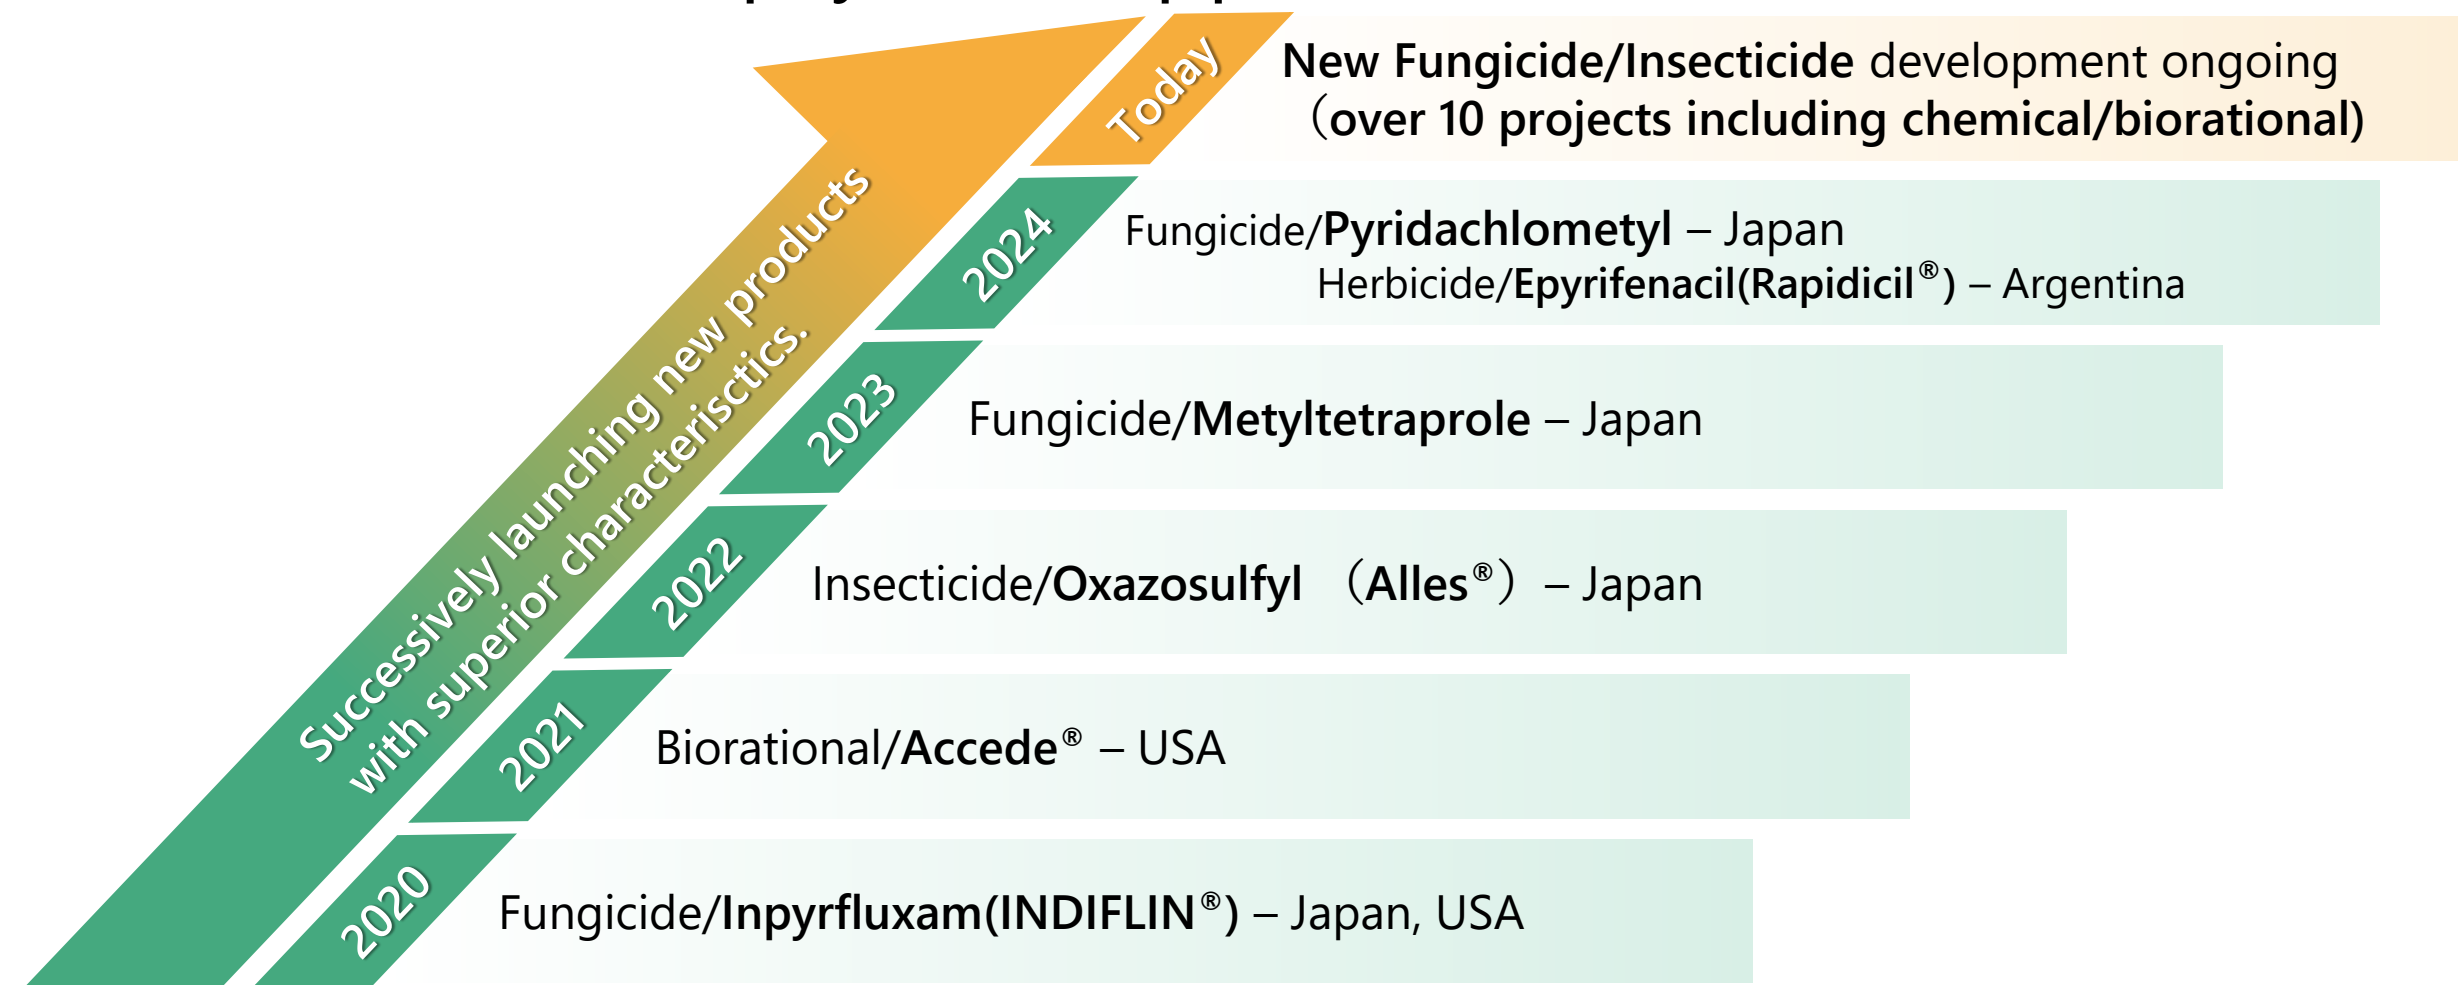 Today
New Fungicide/Insecticide development ongoing
（over 10 projects including chemical/biorational)
Successively launching new products
with superior characterisctics.
2024
Fungicide/Pyridachlometyl – Japan
Herbicide/Epyrifenacil(Rapidicil®) – Argentina
2023
Fungicide/Metyltetraprole – Japan
2022
Insecticide/Oxazosulfyl （Alles®） – Japan
2021
Biorational/Accede® – USA
2020
Fungicide/Inpyrfluxam(INDIFLIN®) – Japan, USA